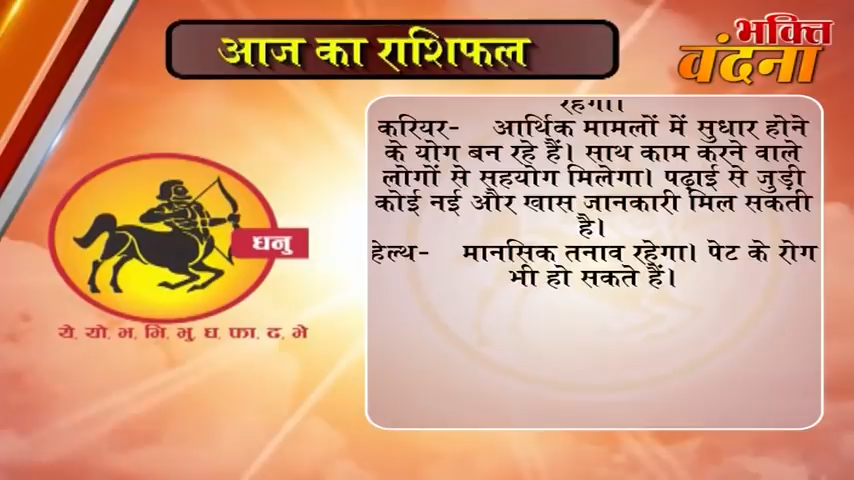 आज का राशिफल
भक्ति
वंदना
रहेगा।
करियर- आर्थिक मामलों में सुधार होने
के योग बन रहे हैं। साथ काम करने वाले
लोगों से सहयोग मिलेगा। पढ़ाई से जुड़ी
कोई नई और खास जानकारी मिल सकती
है।
हेल्थ- मानसिक तनाव रहेगा। पेट के रोग
भी हो सकते हैं।
धनु
ये, यो, भ, भि, भु, ध, फा, ढ, भे